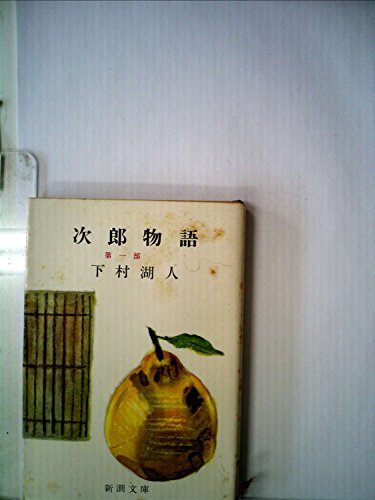 次郎物語
第一部
下村湖人
新潮文庫